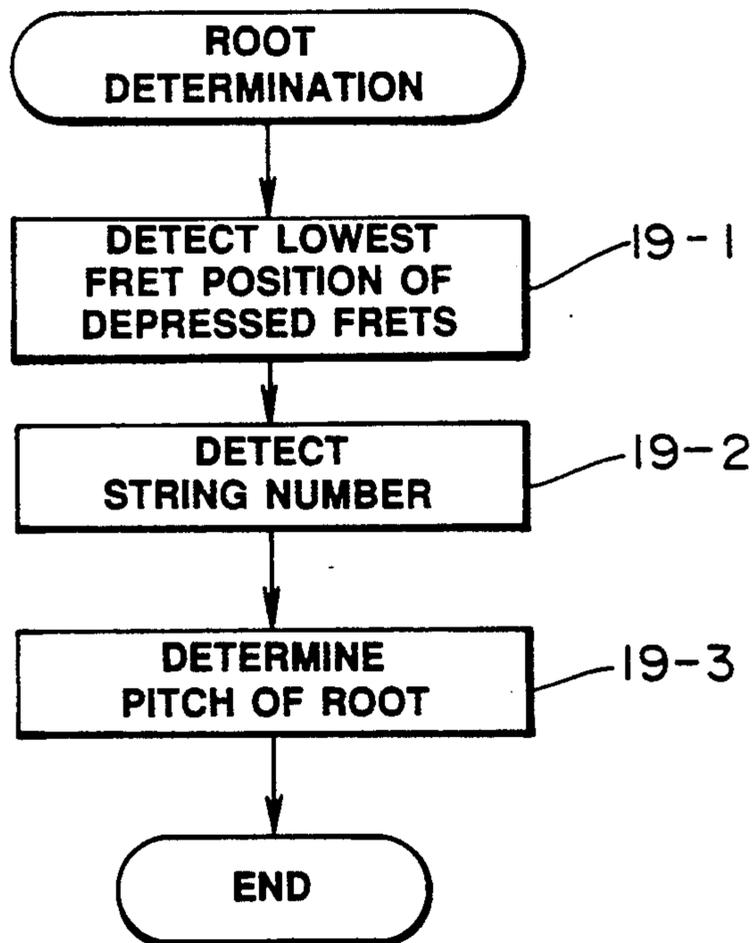 ROOT
DETERMINATION
DETECT LOWEST
FRET POSITION OF
DEPRESSED FRETS
19-1
DETECT
STRING NUMBER
19-2
DETERMINE
PITCH OF ROOT
19-3
END